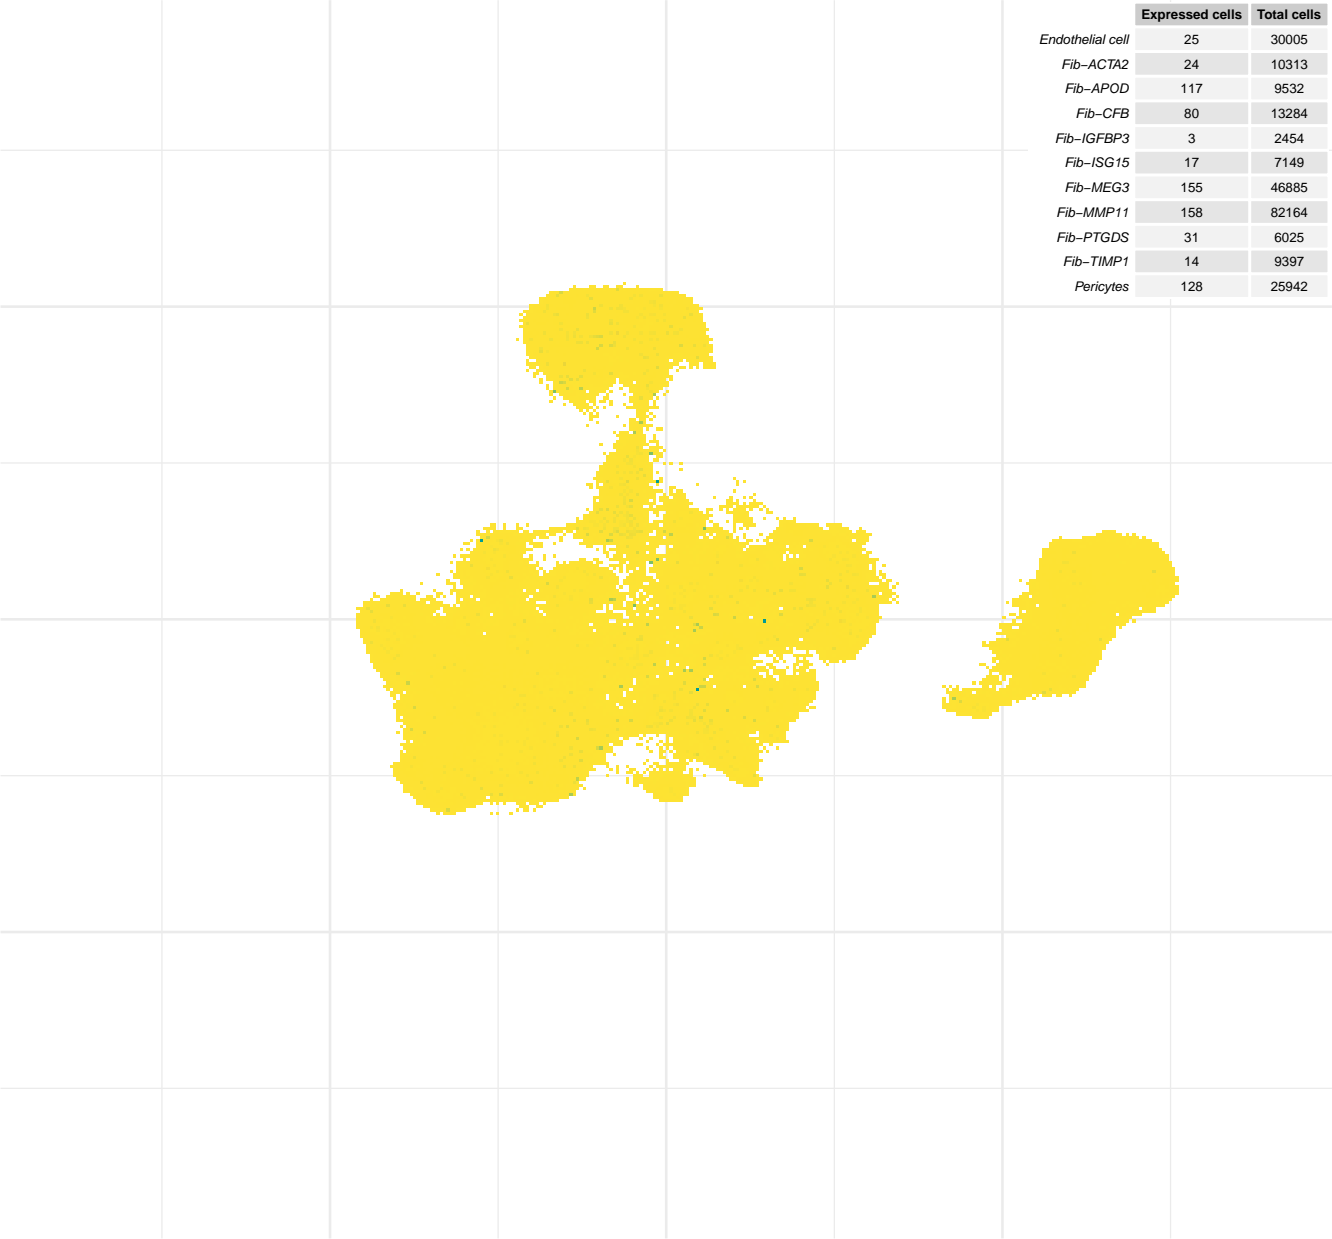 Expressed cells Total cells
Endothelial cell 25 30005
Fib−ACTA2 24 10313
Fib−APOD 117 9532
Fib−CFB 80 13284
Fib−IGFBP3 3 2454
Fib−ISG15 17 7149
Fib−MEG3 155 46885
Fib−MMP11 158 82164
Fib−PTGDS 31 6025
Fib−TIMP1 14 9397
Pericytes 128 25942